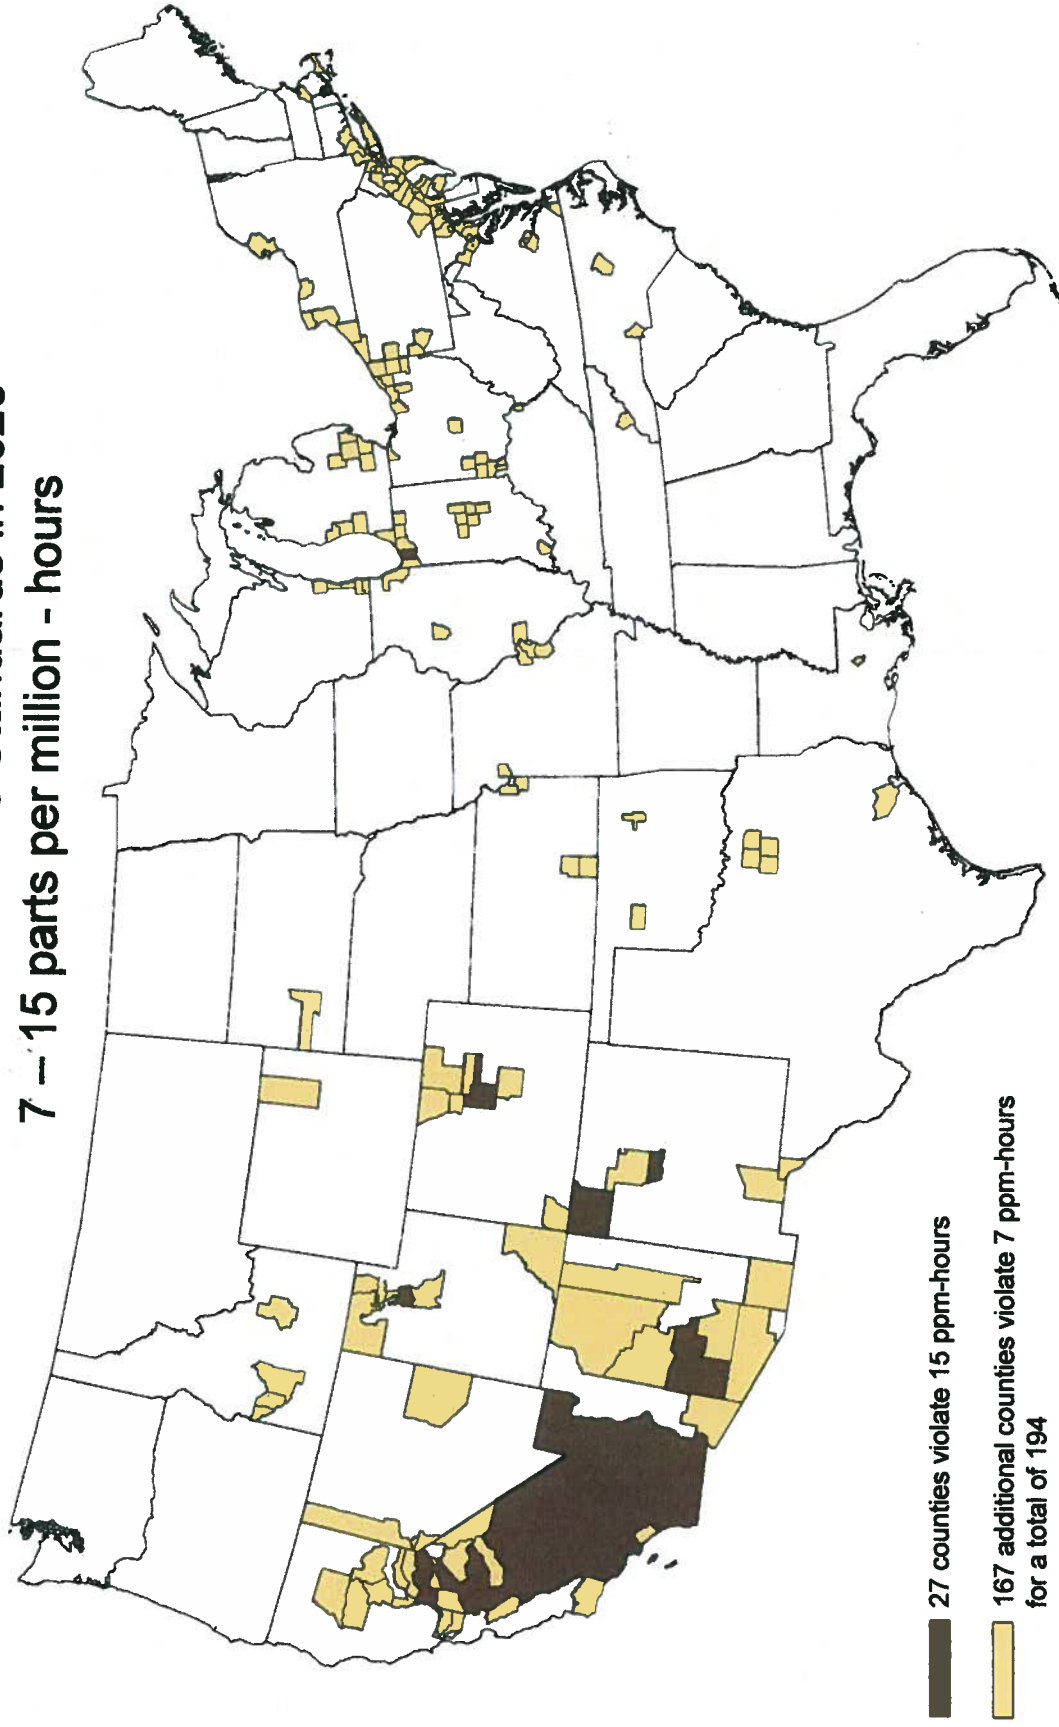 7 – 15 parts per million - hours
27 counties violate 15 ppm-hours
167 additional counties violate 7 ppm-hours
for a total of 194